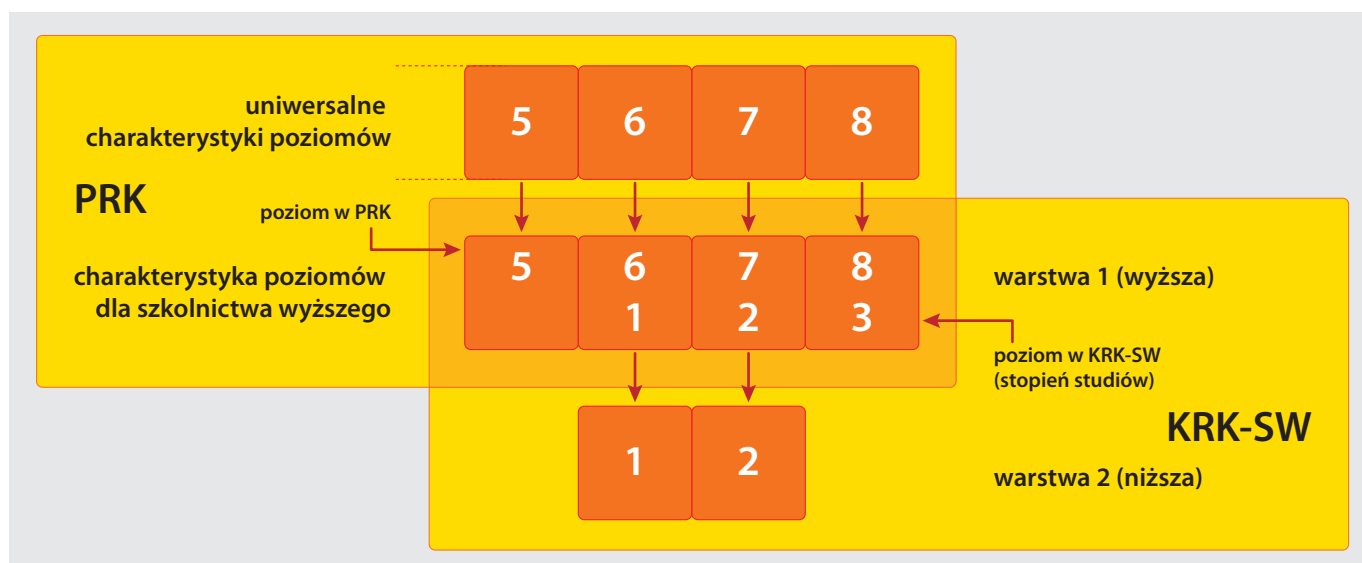 uniwersalne
charakterystyki poziomów
5 6 7 8
PRK
poziom w PRK
charakterystyka poziomów
dla szkolnictwa wyższego
5 6 7 8
1 2 3
warstwa 1 (wyższa)
poziom w KRK-SW
(stopień studiów)
KRK-SW
1 2
warstwa 2 (niższa)